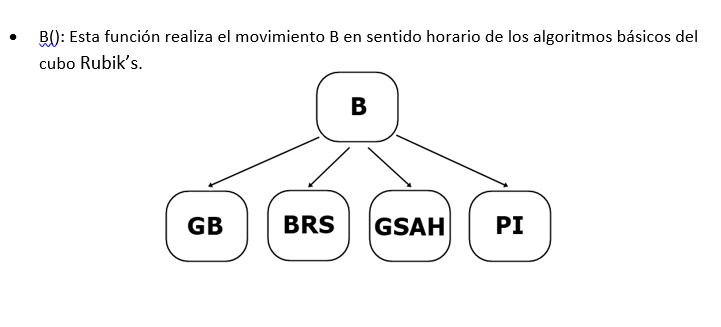 • B(): Esta función realiza el movimiento B en sentido horario de los algoritmos básicos del
cubo Rubik's.
B
GB BRS GSAH PI